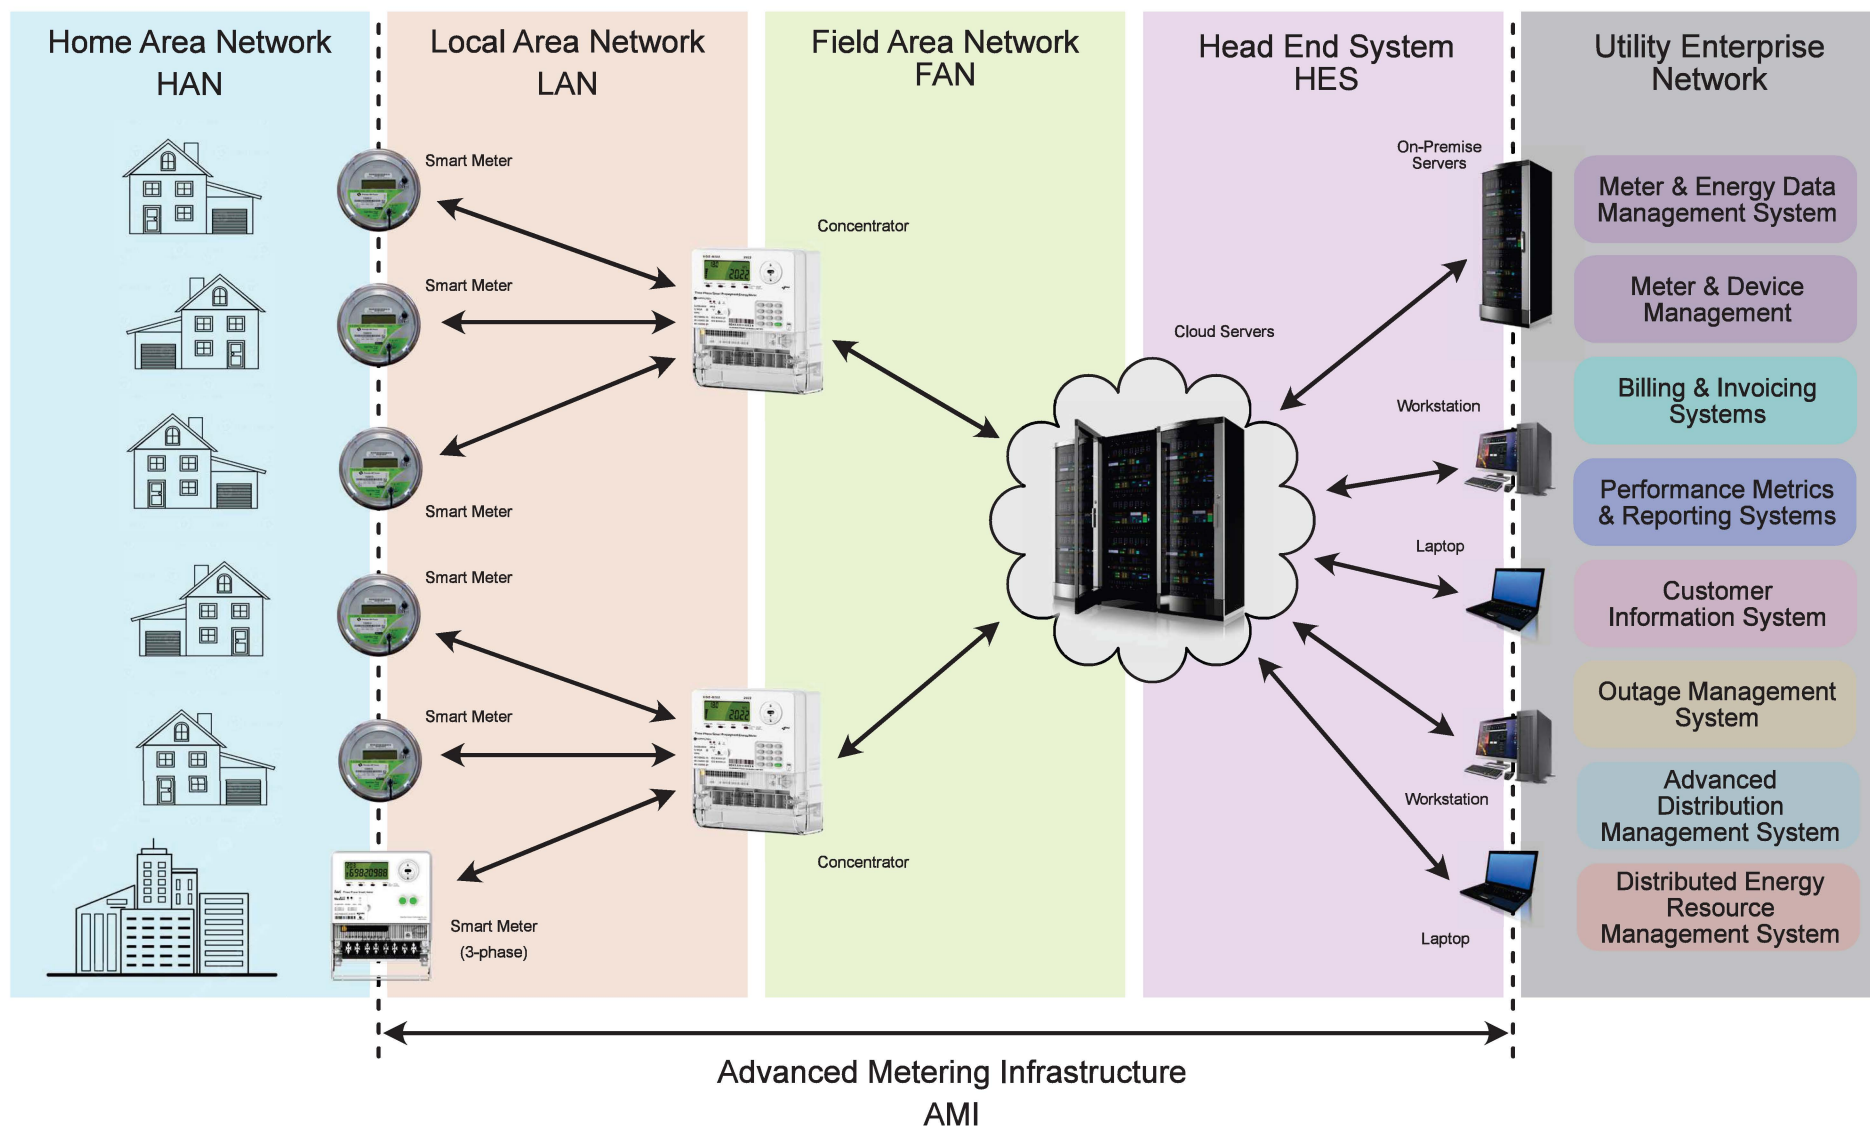 Home Area Network
HAN
Local Area Network
LAN
Field Area Network
FAN
Head End System
HES
Utility Enterprise
Network
Smart Meter
Smart Meter
Smart Meter
Smart Meter
Smart Meter
Smart Meter
(3-phase)
Concentrator
2022
Concentrator
2022
Cloud Servers
On-Premise
Servers
Workstation
Laptop
Workstation
Laptop
Meter & Energy Data
Management System
Meter & Device
Management
Billing & Invoicing
Systems
Performance Metrics
& Reporting Systems
Customer
Information System
Outage Management
System
Advanced
Distribution
Management System
Distributed Energy
Resource
Management System
Advanced Metering Infrastructure
AMI